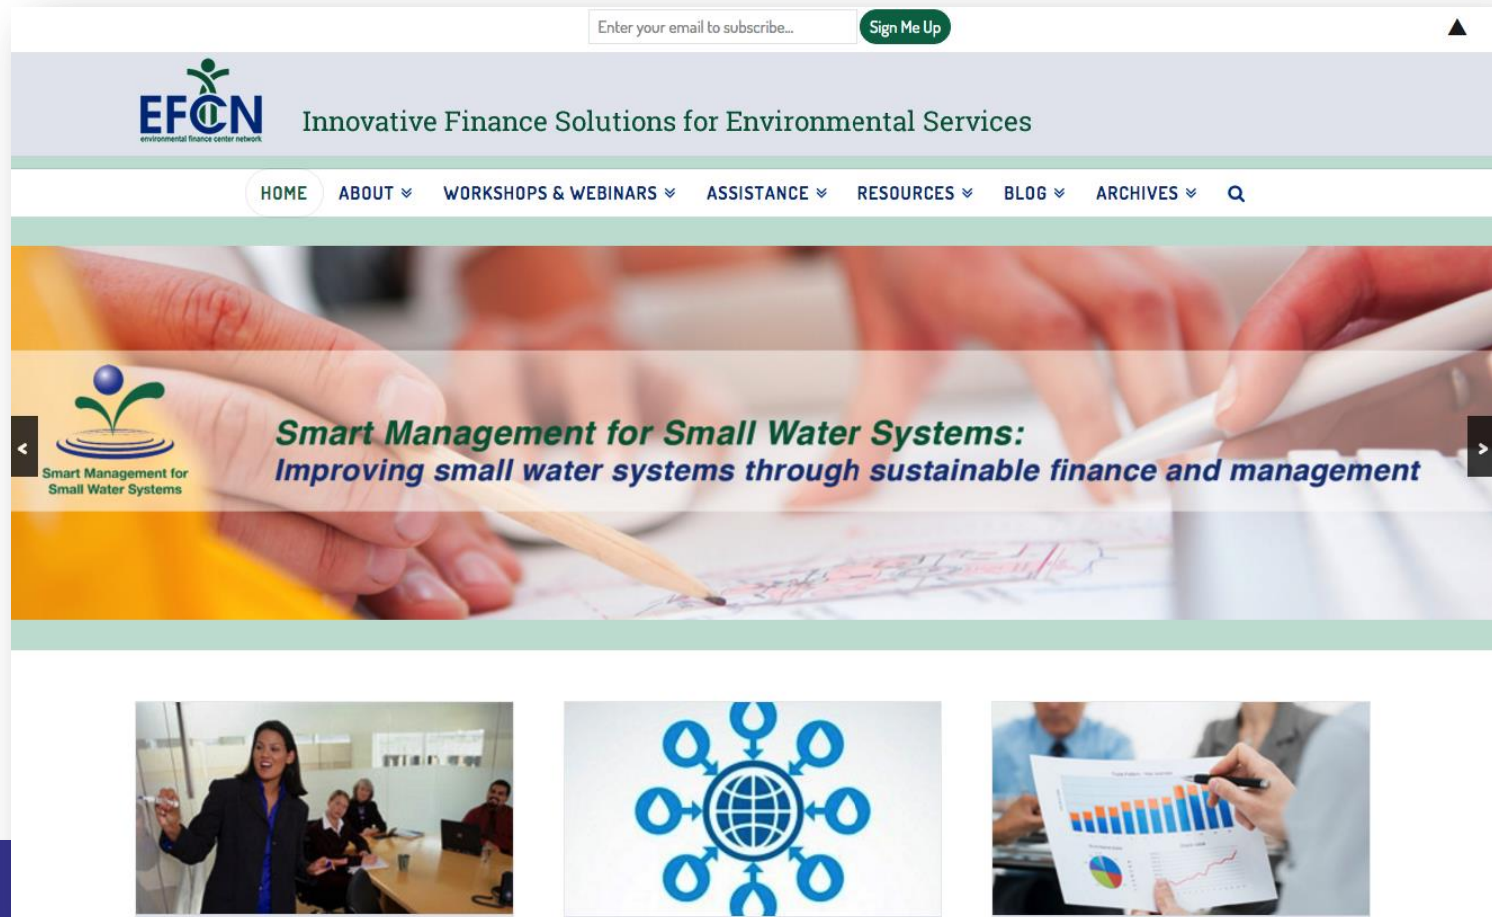 Enter your email to subscribe...
Sign Me Up
EFCN
environmental finance center network
Innovative Finance Solutions for Environmental Services
HOME
ABOUT
WORKSHOPS & WEBINARS
ASSISTANCE
RESOURCES
BLOG
ARCHIVES
Smart Management for
Small Water Systems
Smart Management for Small Water Systems:
Improving small water systems through sustainable finance and management